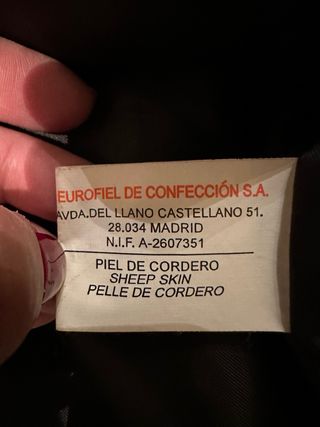 EUROFIEL DE CONFECCIÓN S.A.
AVDA.DEL LLANO CASTELLANO 51.
28.034 MADRID
N.I.F. A-2607351
PIEL DE CORDERO
SHEEP SKIN
PELLE DE CORDERO